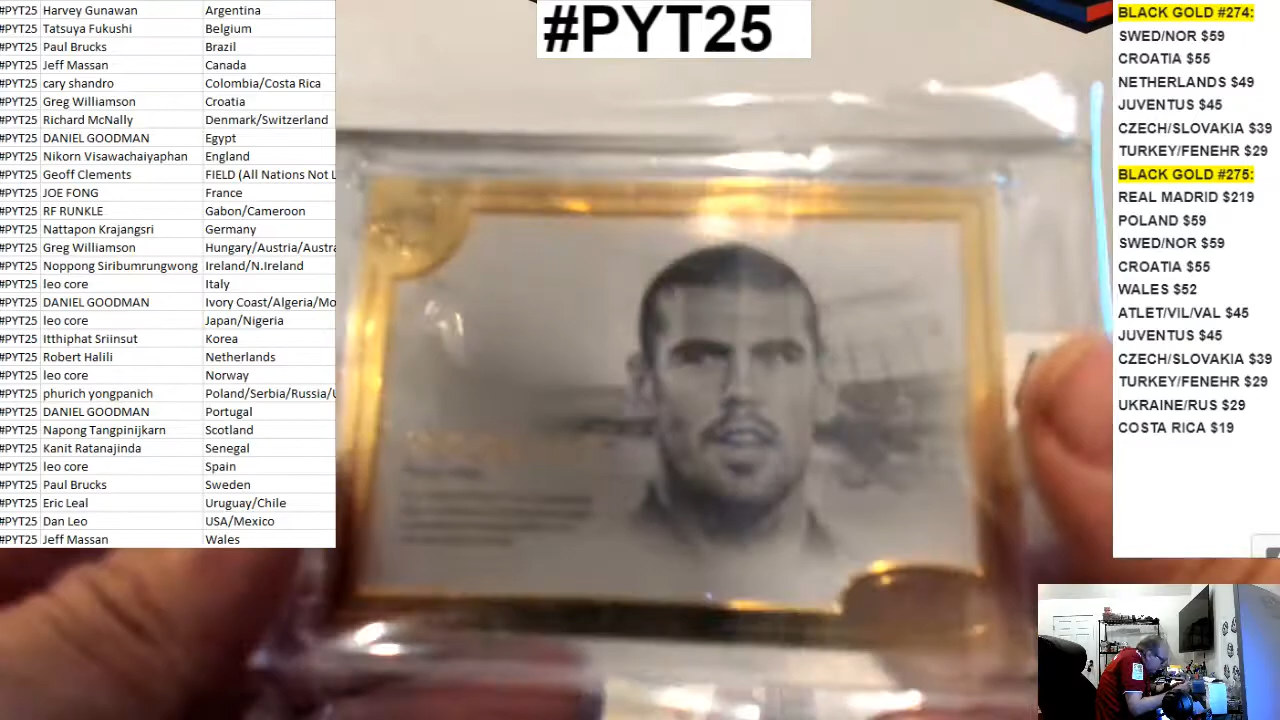 #PYT25 Harvey Gunawan Argentina
#PYT25 Tatsuya Fukushi Belgium
#PYT25 Paul Brucks Brazil
#PYT25 Jeff Massan Canada
#PYT25 cary shandro Colombia/Costa Rica
#PYT25 Greg Williamson Croatia
#PYT25 Richard McNally Denmark/Switzerland
#PYT25 DANIEL GOODMAN Egypt
#PYT25 Nikorn Visawachaiyaphan England
#PYT25 Geoff Clements FIELD (All Nations Not L
#PYT25 JOE FONG France
#PYT25 RF RUNKLE Gabon/Cameroon
#PYT25 Nattapon Krajangsri Germany
#PYT25 Greg Williamson Hungary/Austria/Austra
#PYT25 Noppong Siribumrungwong Ireland/N.Ireland
#PYT25 leo core Italy
#PYT25 DANIEL GOODMAN Ivory Coast/Algeria/Mo
#PYT25 leo core Japan/Nigeria
#PYT25 Itthiphat Sriinsut Korea
#PYT25 Robert Halili Netherlands
#PYT25 leo core Norway
#PYT25 phurich yongpanich Poland/Serbia/Russia/U
#PYT25 DANIEL GOODMAN Portugal
#PYT25 Napong Tangpinijkarn Scotland
#PYT25 Kanit Ratanajinda Senegal
#PYT25 leo core Spain
#PYT25 Paul Brucks Sweden
#PYT25 Eric Leal Uruguay/Chile
#PYT25 Dan Leo USA/Mexico
#PYT25 Jeff Massan Wales
#PYT25
BLACK GOLD #274:
SWED/NOR $59
CROATIA $55
NETHERLANDS $49
JUVENTUS $45
CZECH/SLOVAKIA $39
TURKEY/FENEHR $29
BLACK GOLD #275:
REAL MADRID $219
POLAND $59
SWED/NOR $59
CROATIA $55
WALES $52
ATLET/VIL/VAL $45
JUVENTUS $45
CZECH/SLOVAKIA $39
TURKEY/FENEHR $29
UKRAINE/RUS $29
COSTA RICA $19